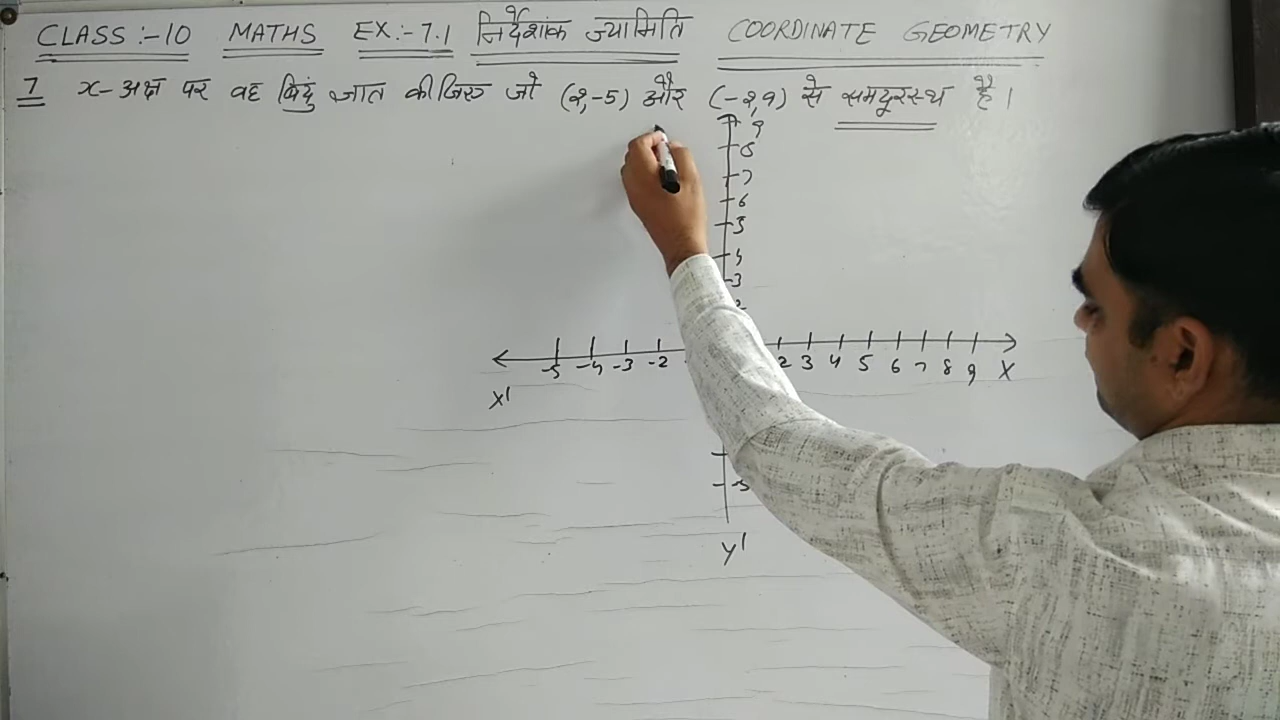 CLASS :- 10 MATHS EX :- 7.1 निर्देशांक ज्यामिति COORDINATE GEOMETRY
7 x- अक्ष पर वह बिंदु ज्ञात कीजिए जो (2,-5) और (-2,9) से समदूरस्थ हैं।
9
8
7
6
5
4
3
2
-5 -4 -3 -2 2 3 4 5 6 7 8 9 X
X'
-5
Y'